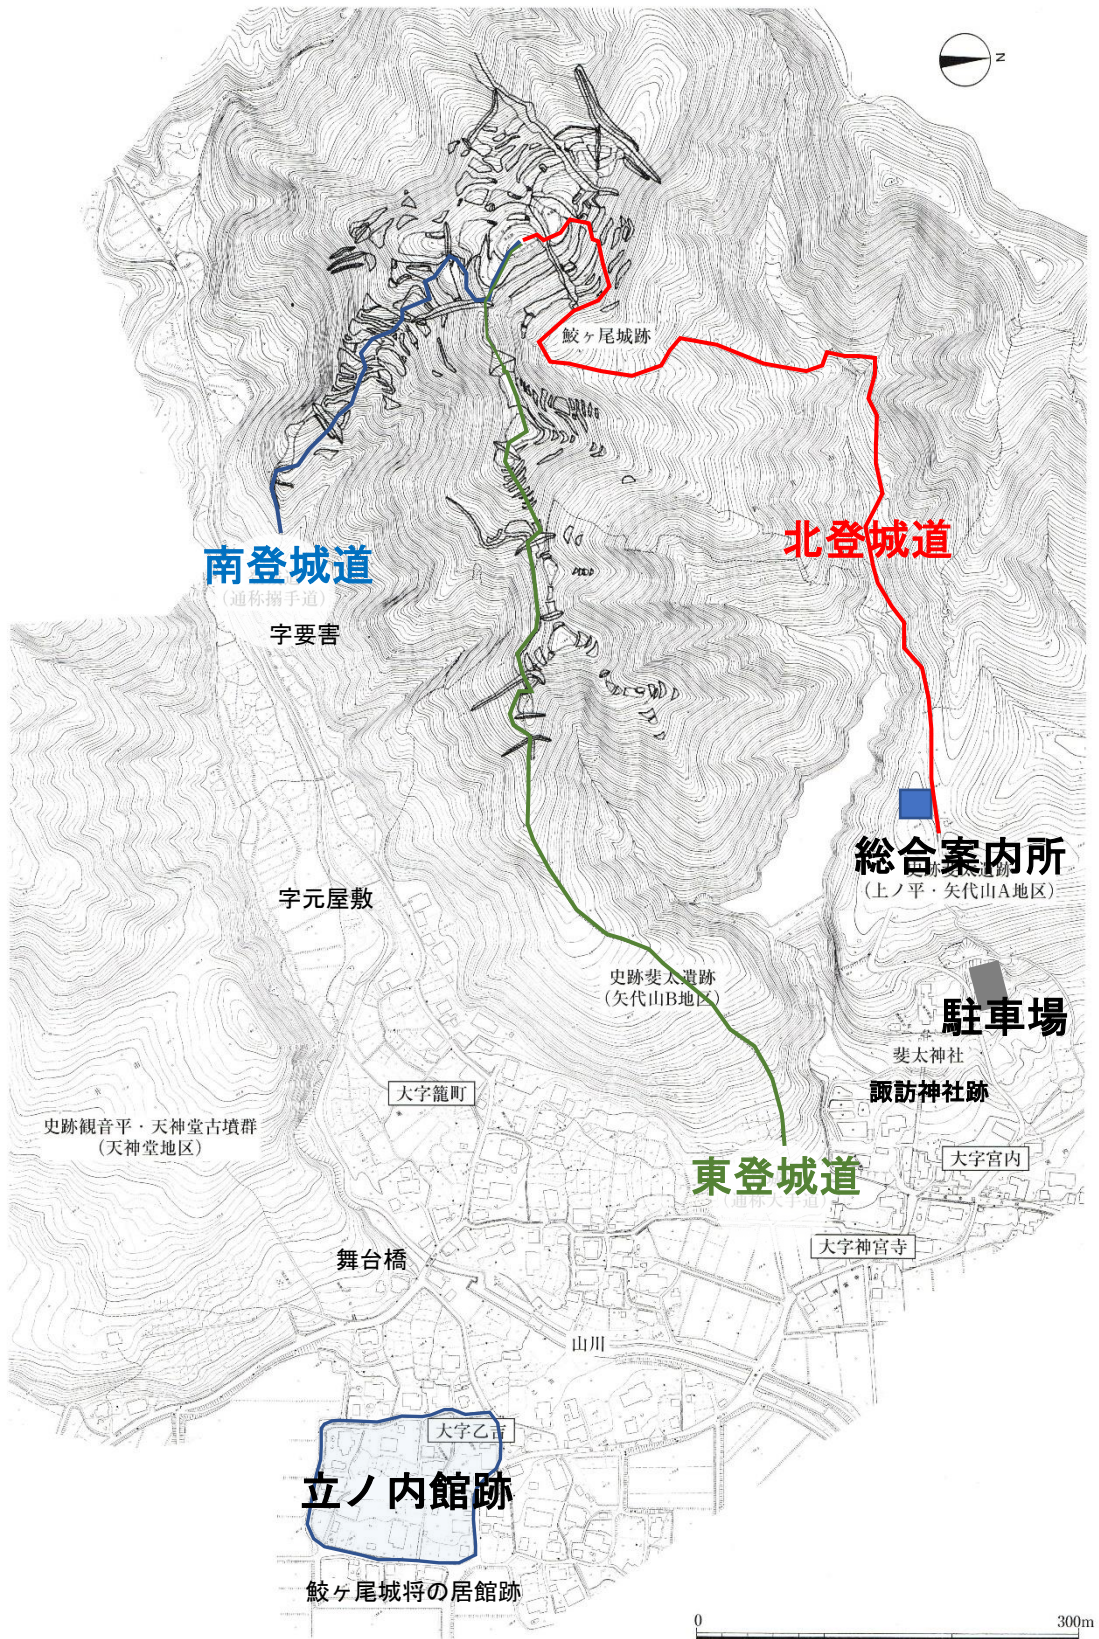 N
鮫ヶ尾城跡
北登城道
南登城道
(通称搦手道)
字要害
総合案内所
(上ノ平・矢代山A地区)
字元屋敷
史跡斐太遺跡
(矢代山B地区)
駐車場
斐太神社
諏訪神社跡
大字籠町
史跡観音平・天神堂古墳群
(天神堂地区)
大字宮内
東登城道
(通称大手道)
大字神宮寺
舞台橋
山川
大字乙吉
立ノ内館跡
鮫ヶ尾城将の居館跡
0 300m